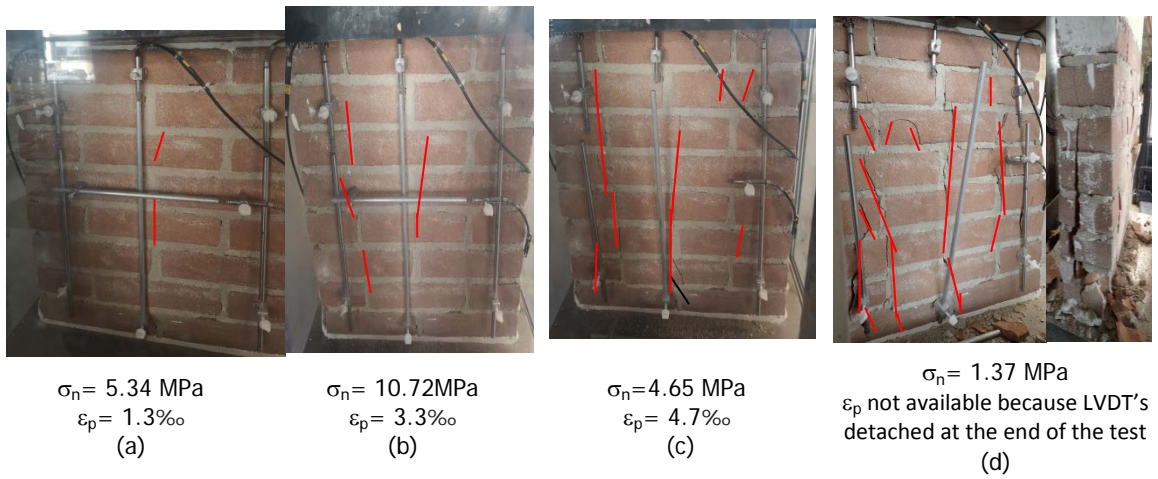 σn= 5.34 MPa
εp= 1.3‰
(a)
σn= 10.72MPa
εp= 3.3‰
(b)
σn=4.65 MPa
εp= 4.7‰
(c)
σn= 1.37 MPa
εp not available because LVDT's
detached at the end of the test
(d)